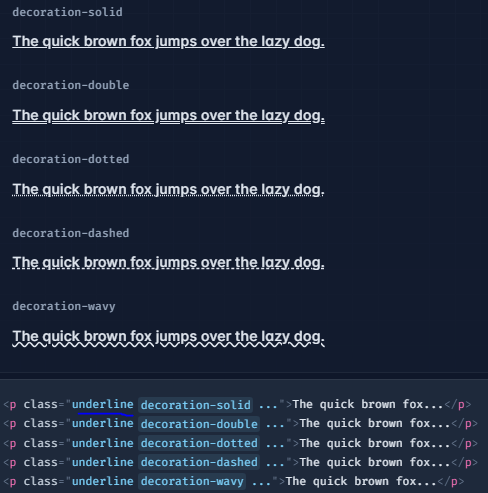 decoration-solid
The quick brown fox jumps over the lazy dog.
decoration-double
The quick brown fox jumps over the lazy dog.
decoration-dotted
The quick brown fox jumps over the lazy dog.
decoration-dashed
The quick brown fox jumps over the lazy dog.
decoration-wavy
The quick brown fox jumps over the lazy dog.
<p class="underline decoration-solid ...">The quick brown fox...</p>
<p class="underline decoration-double ...">The quick brown fox...</p>
<p class="underline decoration-dotted ...">The quick brown fox...</p>
<p class="underline decoration-dashed ...">The quick brown fox...</p>
<p class="underline decoration-wavy ...">The quick brown fox...</p>